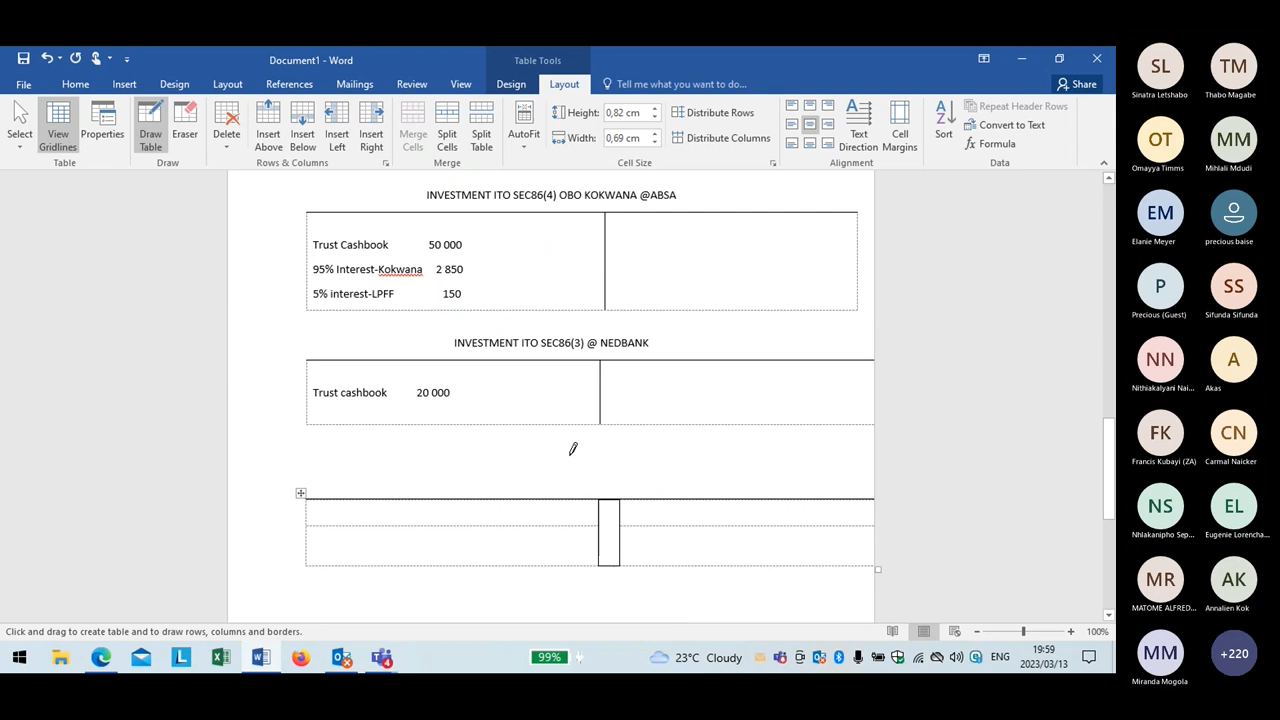 Document1 - Word
Table Tools
File
Home
Insert
Design
Layout
References
Mailings
Review
View
Design
Layout
Tell me what you want to do...
Share
Select
View Gridlines
Properties
Draw Table
Eraser
Delete
Insert Above
Insert Below
Insert Left
Insert Right
Merge Cells
Split Cells
Split Table
AutoFit
Height: 0,82 cm
Width: 0,69 cm
Distribute Rows
Distribute Columns
Text Direction
Cell Margins
Sort
Repeat Header Rows
Convert to Text
Formula
Table
Draw
Rows & Columns
Merge
Cell Size
Alignment
Data
INVESTMENT ITO SEC86(4) OBO KOKWANA @ABSA
Trust Cashbook 50 000
95% Interest-Kokwana 2 850
5% interest-LPFF 150
INVESTMENT ITO SEC86(3) @ NEDBANK
Trust cashbook 20 000
Click and drag to create table and to draw rows, columns and borders.
100%
99%
23°C Cloudy
ENG
19:59
2023/03/13
SL
Sinatra Letshabo
TM
Thabo Magabe
OT
Omayya Timms
MM
Mihlali Mdudi
EM
Elanie Meyer
precious baise
P
Precious (Guest)
SS
Sifunda Sifunda
NN
Nithiakalyani Nai...
A
Akas
FK
Francis Kubayi (ZA)
CN
Carmal Naicker
NS
Nhlakanipho Sep...
EL
Eugenie Lorencha...
MR
MATOME ALFRED...
AK
Annalien Kok
MM
Miranda Mogola
+220